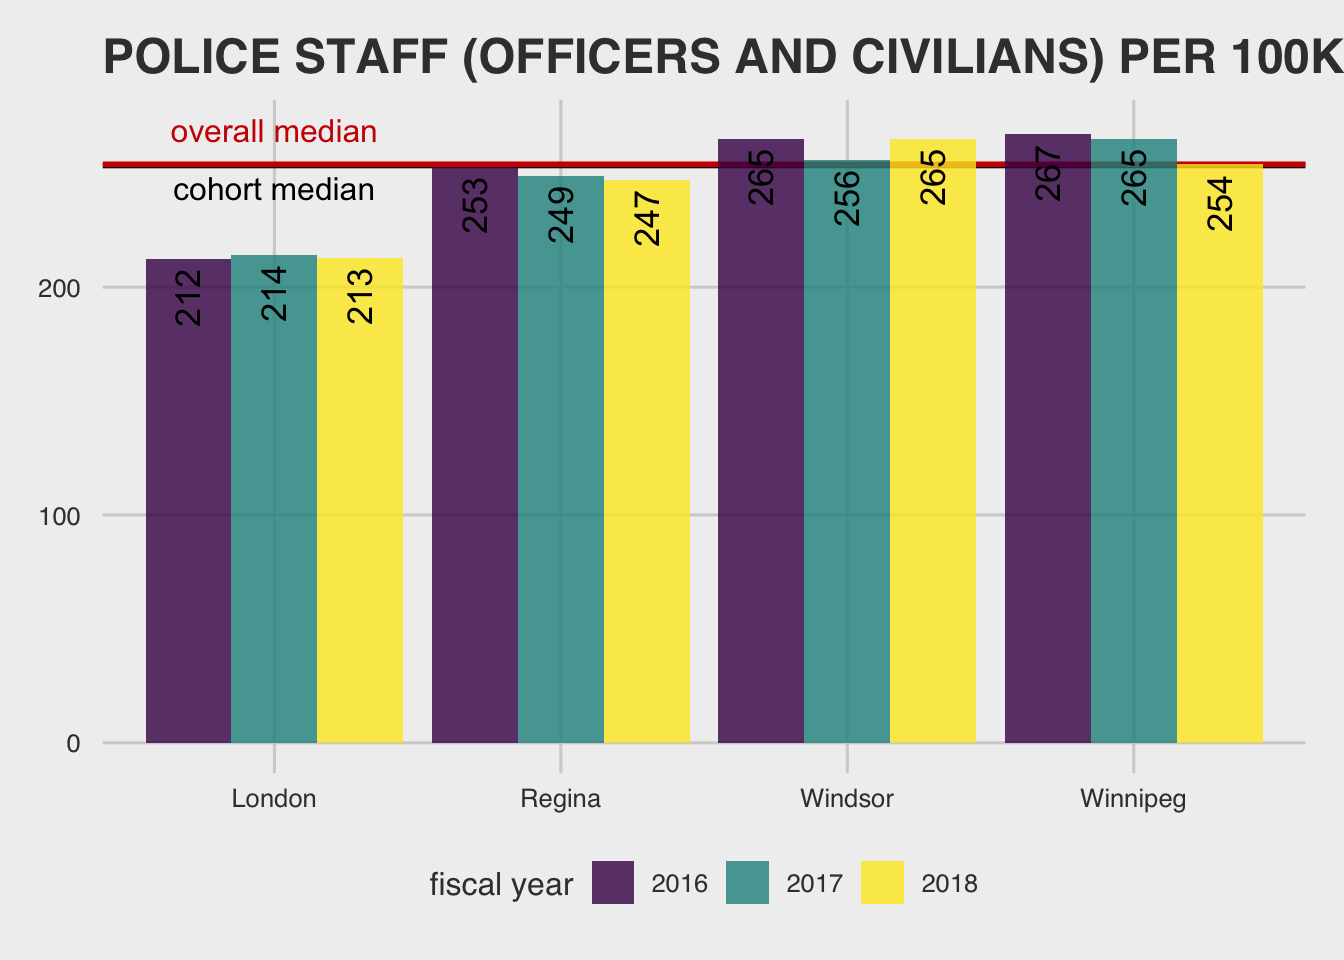 POLICE STAFF (OFFICERS AND CIVILIANS) PER 100K
overall median
cohort median
212 214 213 253 249 247 265 256 265 267 265 254
200
100
0
London Regina Windsor Winnipeg
fiscal year 2016 2017 2018